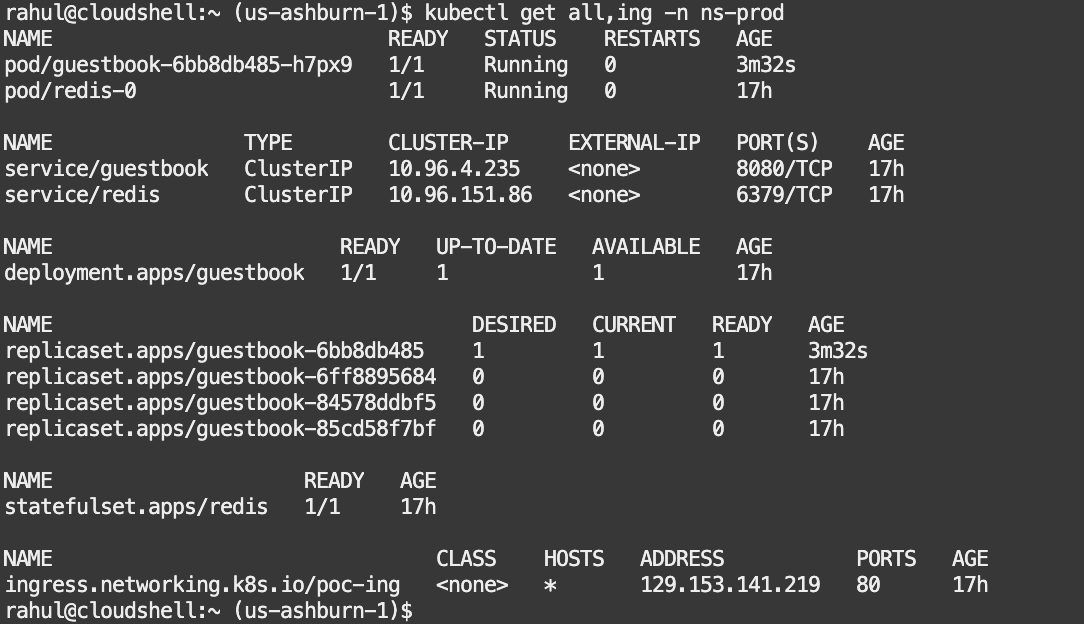 rahul@cloudshell:~ (us-ashburn-1)$ kubectl get all,ing -n ns-prod
NAME                            READY   STATUS    RESTARTS   AGE
pod/guestbook-6bb8db485-h7px9   1/1     Running   0          3m32s
pod/redis-0                     1/1     Running   0          17h

NAME                TYPE        CLUSTER-IP     EXTERNAL-IP   PORT(S)    AGE
service/guestbook   ClusterIP   10.96.4.235    <none>        8080/TCP   17h
service/redis       ClusterIP   10.96.151.86   <none>        6379/TCP   17h

NAME                        READY   UP-TO-DATE   AVAILABLE   AGE
deployment.apps/guestbook   1/1     1            1           17h

NAME                                   DESIRED   CURRENT   READY   AGE
replicaset.apps/guestbook-6bb8db485    1         1         1       3m32s
replicaset.apps/guestbook-6ff8895684   0         0         0       17h
replicaset.apps/guestbook-84578ddbf5   0         0         0       17h
replicaset.apps/guestbook-85cd58f7bf   0         0         0       17h

NAME                     READY   AGE
statefulset.apps/redis   1/1     17h

NAME                                CLASS    HOSTS   ADDRESS           PORTS   AGE
ingress.networking.k8s.io/poc-ing   <none>   *       129.153.141.219   80      17h
rahul@cloudshell:~ (us-ashburn-1)$